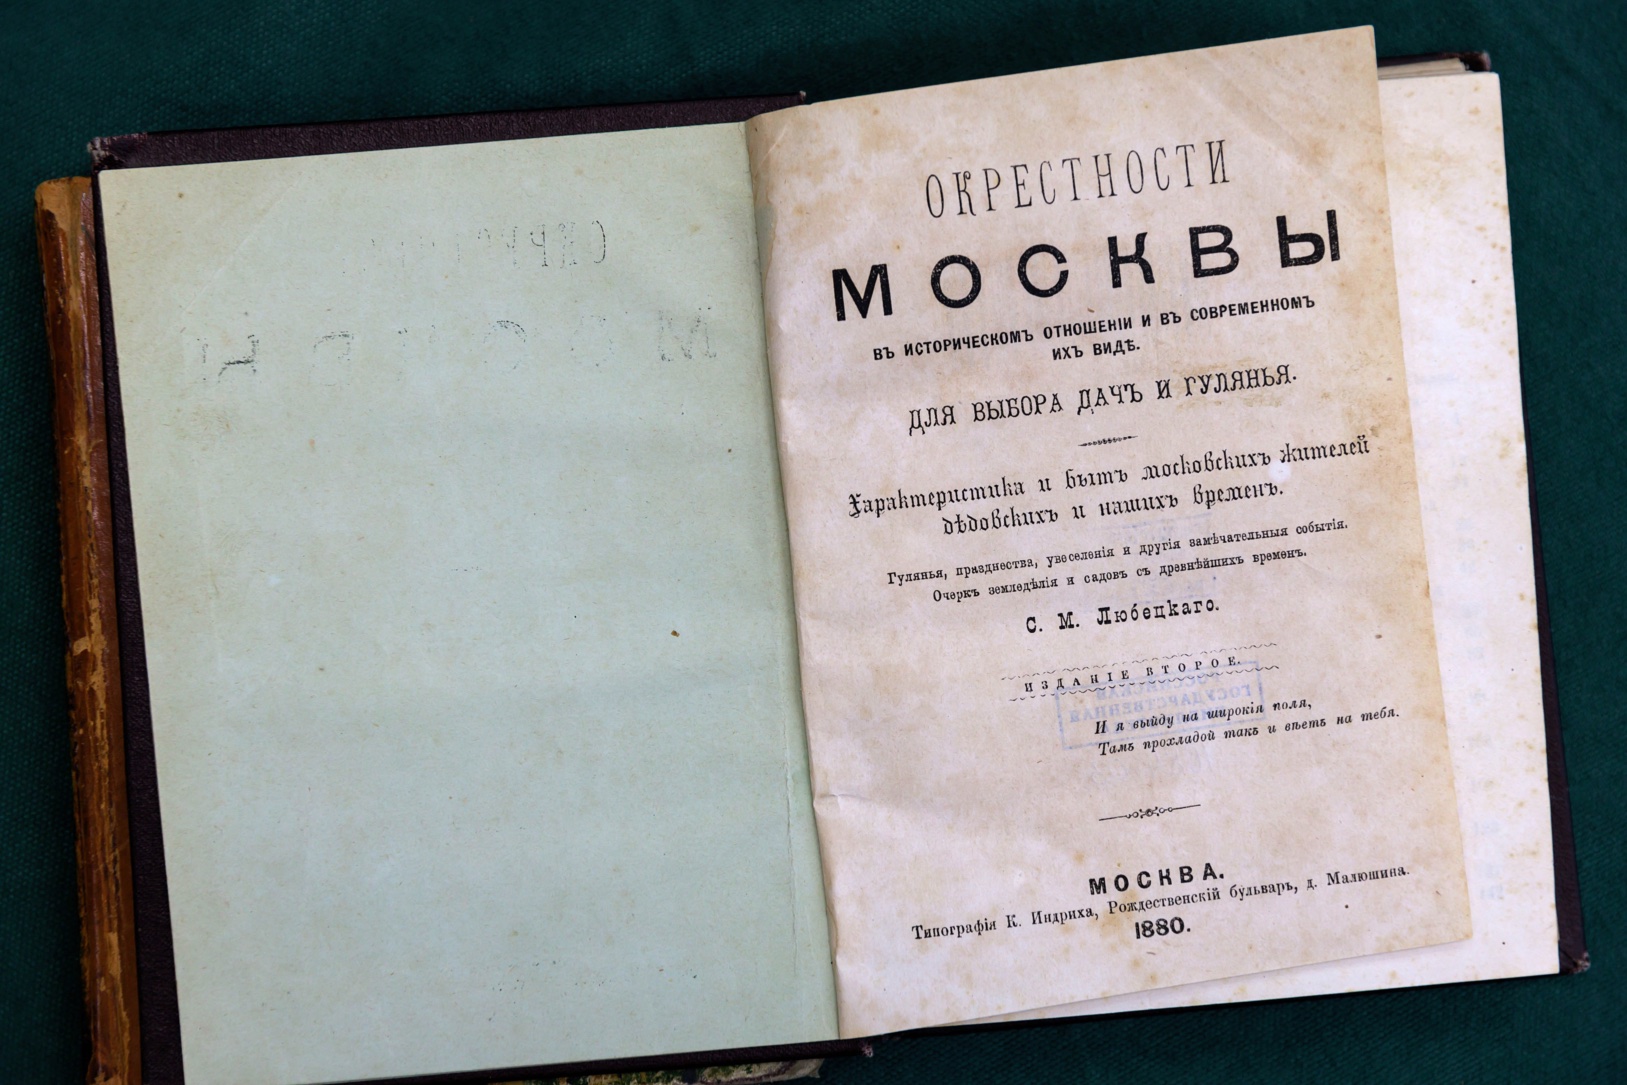 ОКРЕСТНОСТИ
МОСКВЫ
ВЪ ИСТОРИЧЕСКОМЪ ОТНОШЕНІИ И ВЪ СОВРЕМЕННОМЪ
ИХЪ ВИДѢ.
ДЛЯ ВЫБОРА ДАЧЪ И ГУЛЯНЬЯ.
Характеристика и бытъ московскихъ жителей
дѣдовскихъ и нашихъ временъ.
Гулянья, празднества, увеселенія и другія замѣчательныя событія.
Очеркъ земледѣлія и садовъ съ древнѣйшихъ временъ.
С. М. Любецкаго.
ИЗДАНІЕ ВТОРОЕ.
И я выйду на широкія поля,
Тамъ прохладой такъ и вѣетъ на тебя.
МОСКВА.
Типографія К. Индриха, Рождественскій бульваръ, д. Малюшина.
1880.